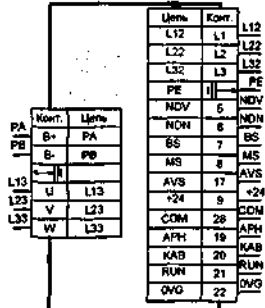 Цепь Конт.
L12 L1 L12
L22 L2 L22
L32 L3 L32
PE PE
NDV 5 NDV
NDN 6 NDN
BS 7 BS
MS 8 MS
AVS 17 AVS
+24 9 +24
COM 28 COM
APH 19 APH
KAB 20 KAB
RUN 21 RUN
0VG 22 0VG
Конт. Цепь
PA B+ PA
PB B- PB
L13 U L13
L23 V L23
L33 W L33